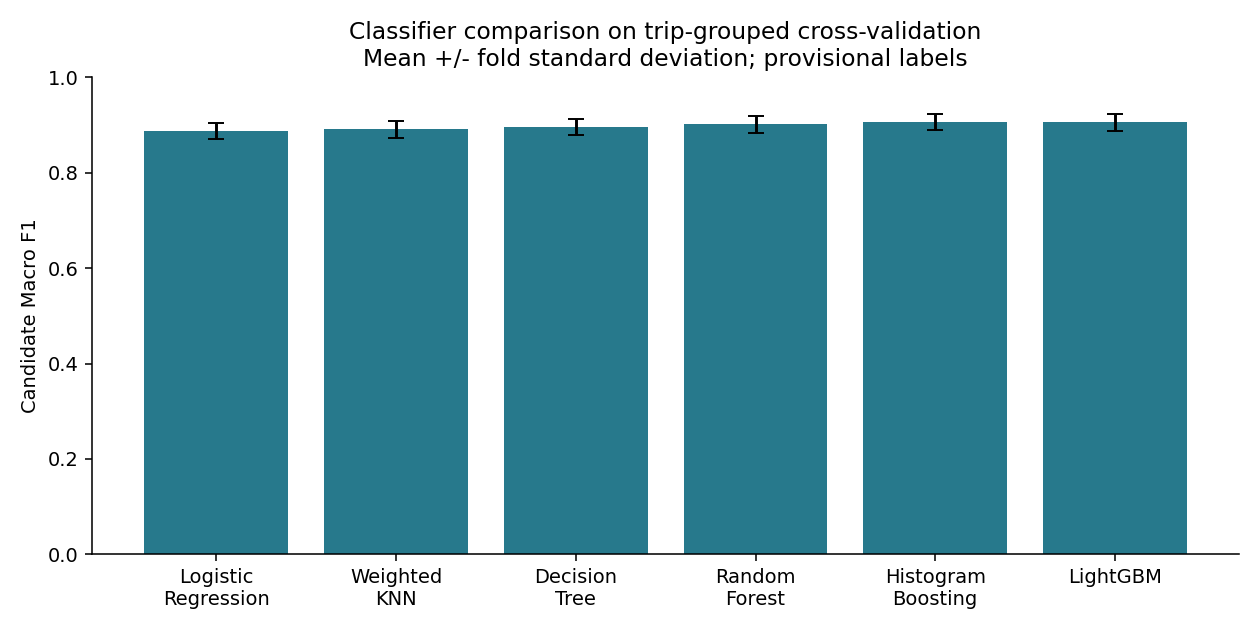 Classifier comparison on trip-grouped cross-validation
Mean +/- fold standard deviation; provisional labels
Candidate Macro F1
1.0
0.8
0.6
0.4
0.2
0.0
Logistic
Regression
Weighted
KNN
Decision
Tree
Random
Forest
Histogram
Boosting
LightGBM